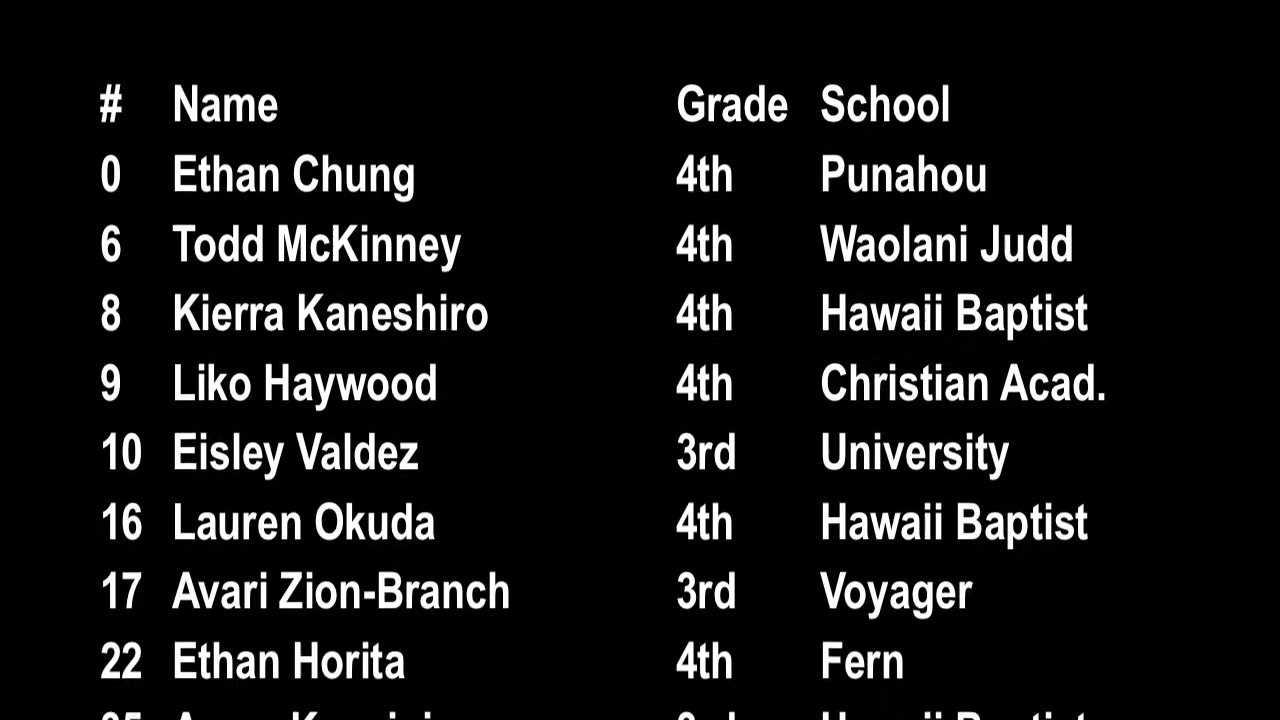 # Name Grade School
0 Ethan Chung 4th Punahou
6 Todd McKinney 4th Waolani Judd
8 Kierra Kaneshiro 4th Hawaii Baptist
9 Liko Haywood 4th Christian Acad.
10 Eisley Valdez 3rd University
16 Lauren Okuda 4th Hawaii Baptist
17 Avari Zion-Branch 3rd Voyager
22 Ethan Horita 4th Fern
Hawaii Baptist